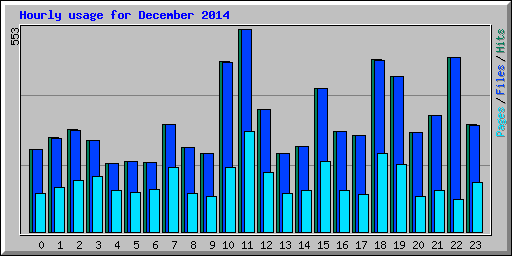 Hourly usage for December 2014
553
Pages/Files/Hits
0 1 2 3 4 5 6 7 8 9 10 11 12 13 14 15 16 17 18 19 20 21 22 23